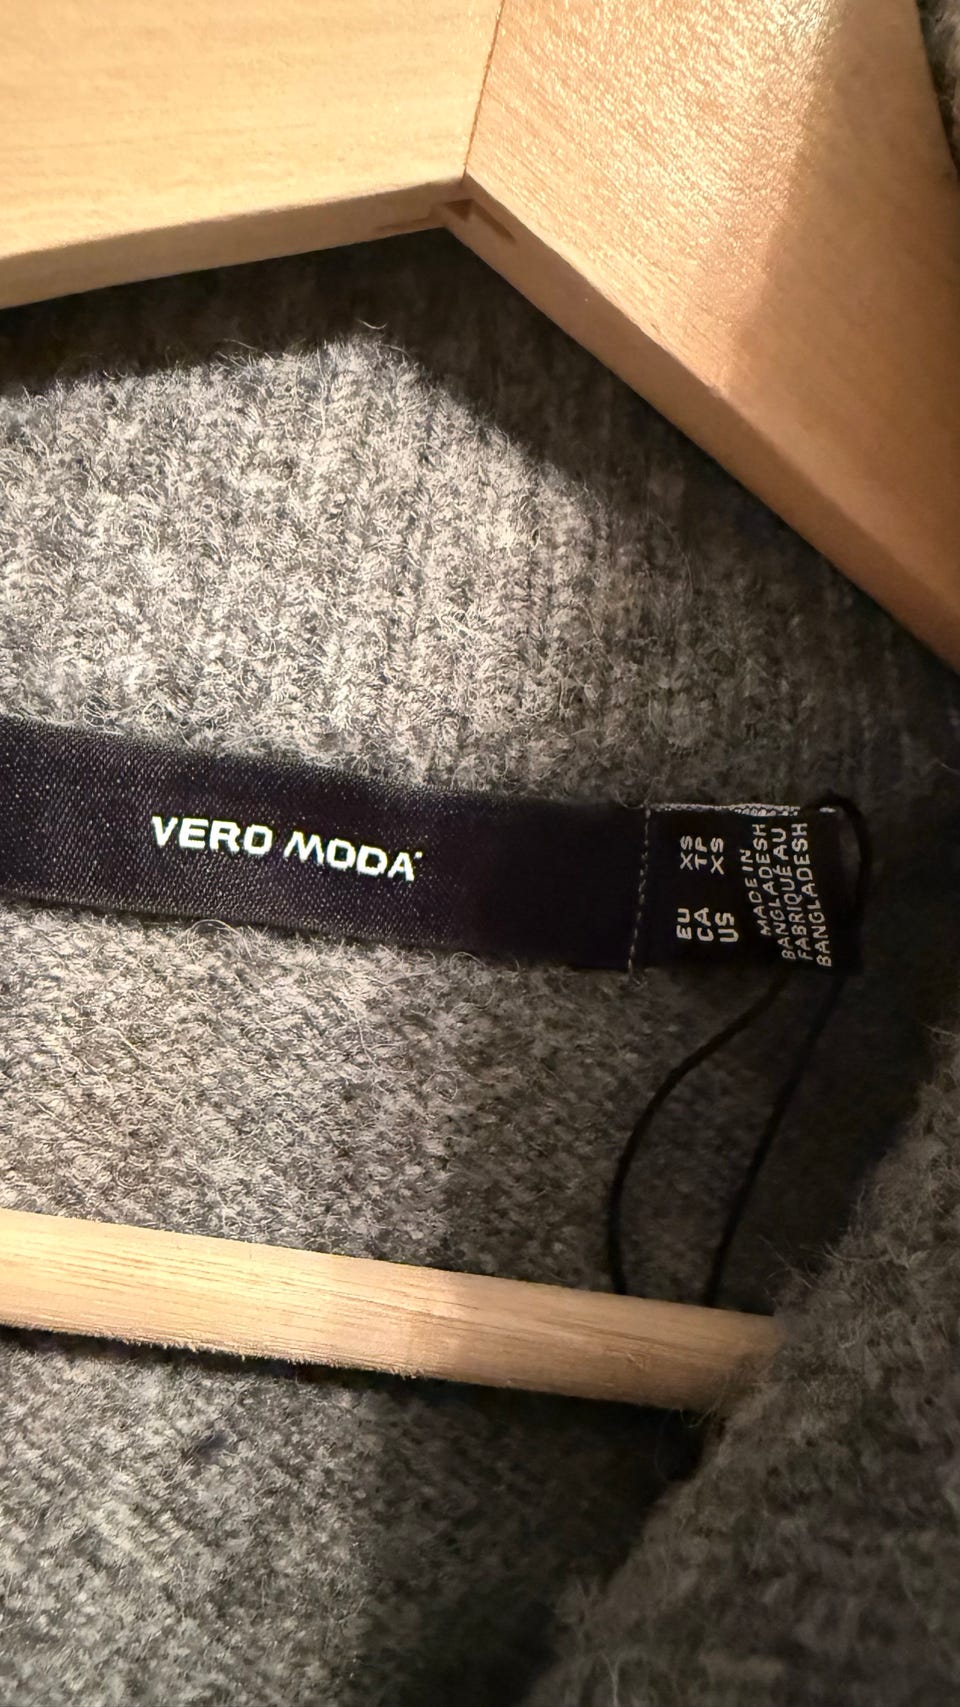 VERO MODA
EU XS
CA TP
US XS
MADE IN
BANGLADESH
FABRIQUÉ AU
BANGLADESH